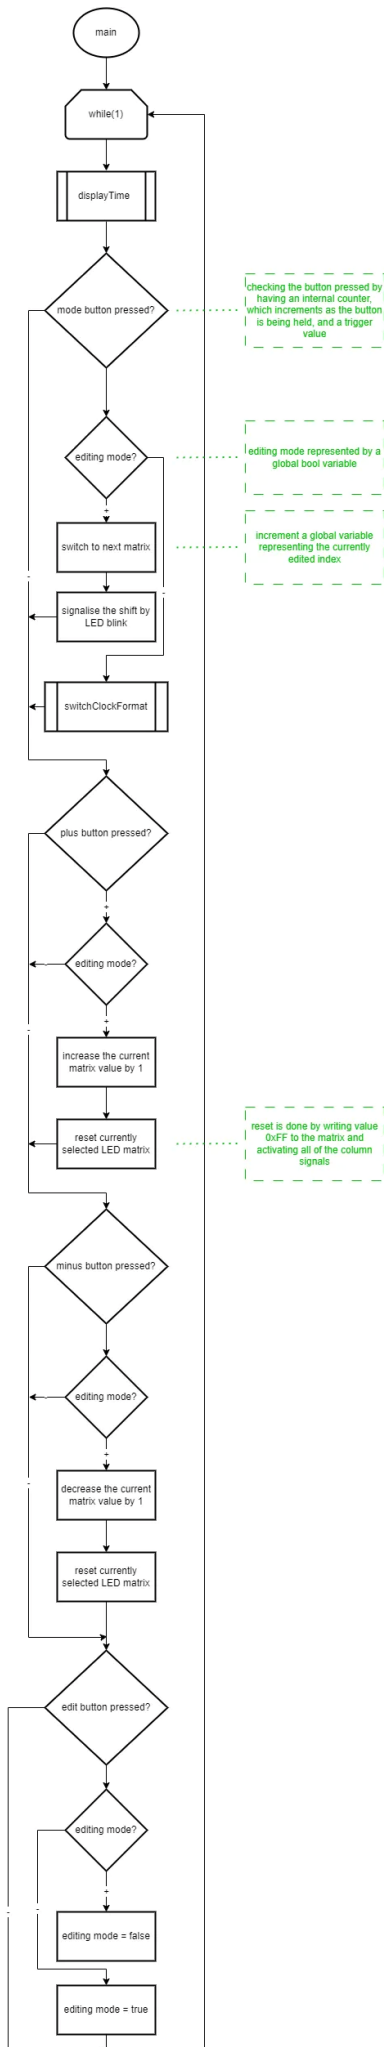 main
while(1)
displayTime
mode button pressed?
checking the button pressed by
having an internal counter,
which increments as the button
is being held, and a trigger
value
editing mode?
editing mode represented by a
global bool variable
+
switch to next matrix
increment a global variable
representing the currently
edited index
-
-
signalise the shift by
LED blink
switchClockFormat
plus button pressed?
+
editing mode?
-
+
-
increase the current
matrix value by 1
reset currently
selected LED matrix
reset is done by writing value
0xFF to the matrix and
activating all of the column
signals
minus button pressed?
editing mode?
-
+
-
decrease the current
matrix value by 1
reset currently
selected LED matrix
edit button pressed?
editing mode?
+
-
-
editing mode = false
editing mode = true